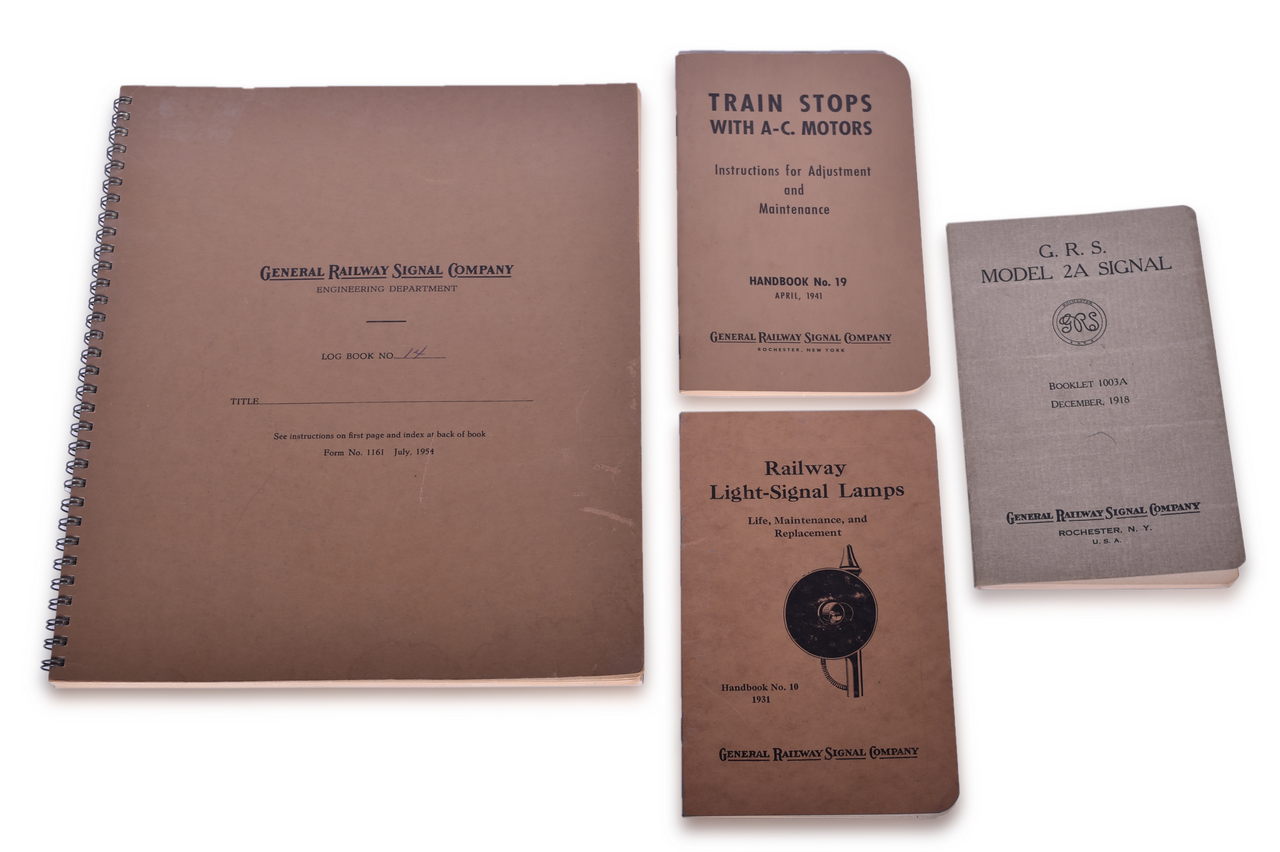 GENERAL RAILWAY SIGNAL COMPANY
ENGINEERING DEPARTMENT
LOG BOOK NO. 14
TITLE
See instructions on first page and index at back of book
Form No. 1161 July, 1954
TRAIN STOPS
WITH A-C. MOTORS
Instructions for Adjustment
and
Maintenance
HANDBOOK No. 19
APRIL, 1941
GENERAL RAILWAY SIGNAL COMPANY
ROCHESTER, NEW YORK
Railway
Light-Signal Lamps
Life, Maintenance, and
Replacement
Handbook No. 10
1931
GENERAL RAILWAY SIGNAL COMPANY
G. R. S.
MODEL 2A SIGNAL
ROCHESTER
GRS
U.S.A.
BOOKLET 1003A
DECEMBER, 1918
GENERAL RAILWAY SIGNAL COMPANY
ROCHESTER, N. Y.
U. S. A.